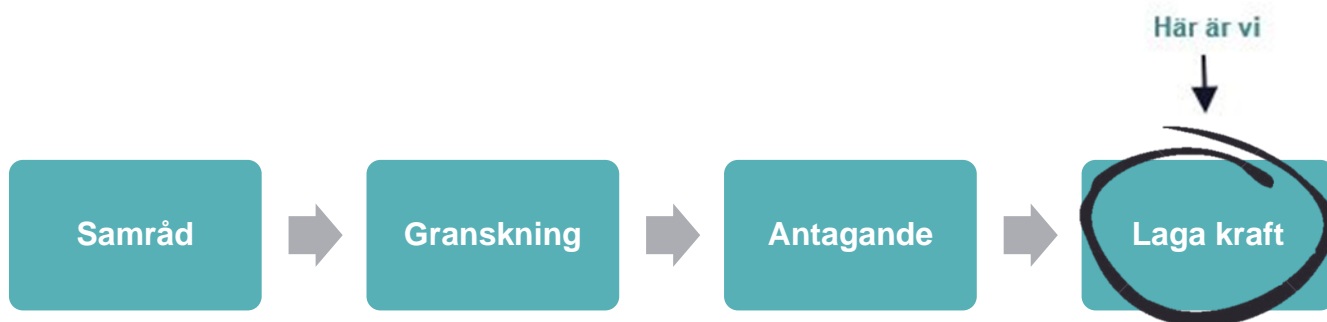 Här är vi
Samråd
Granskning
Antagande
Laga kraft